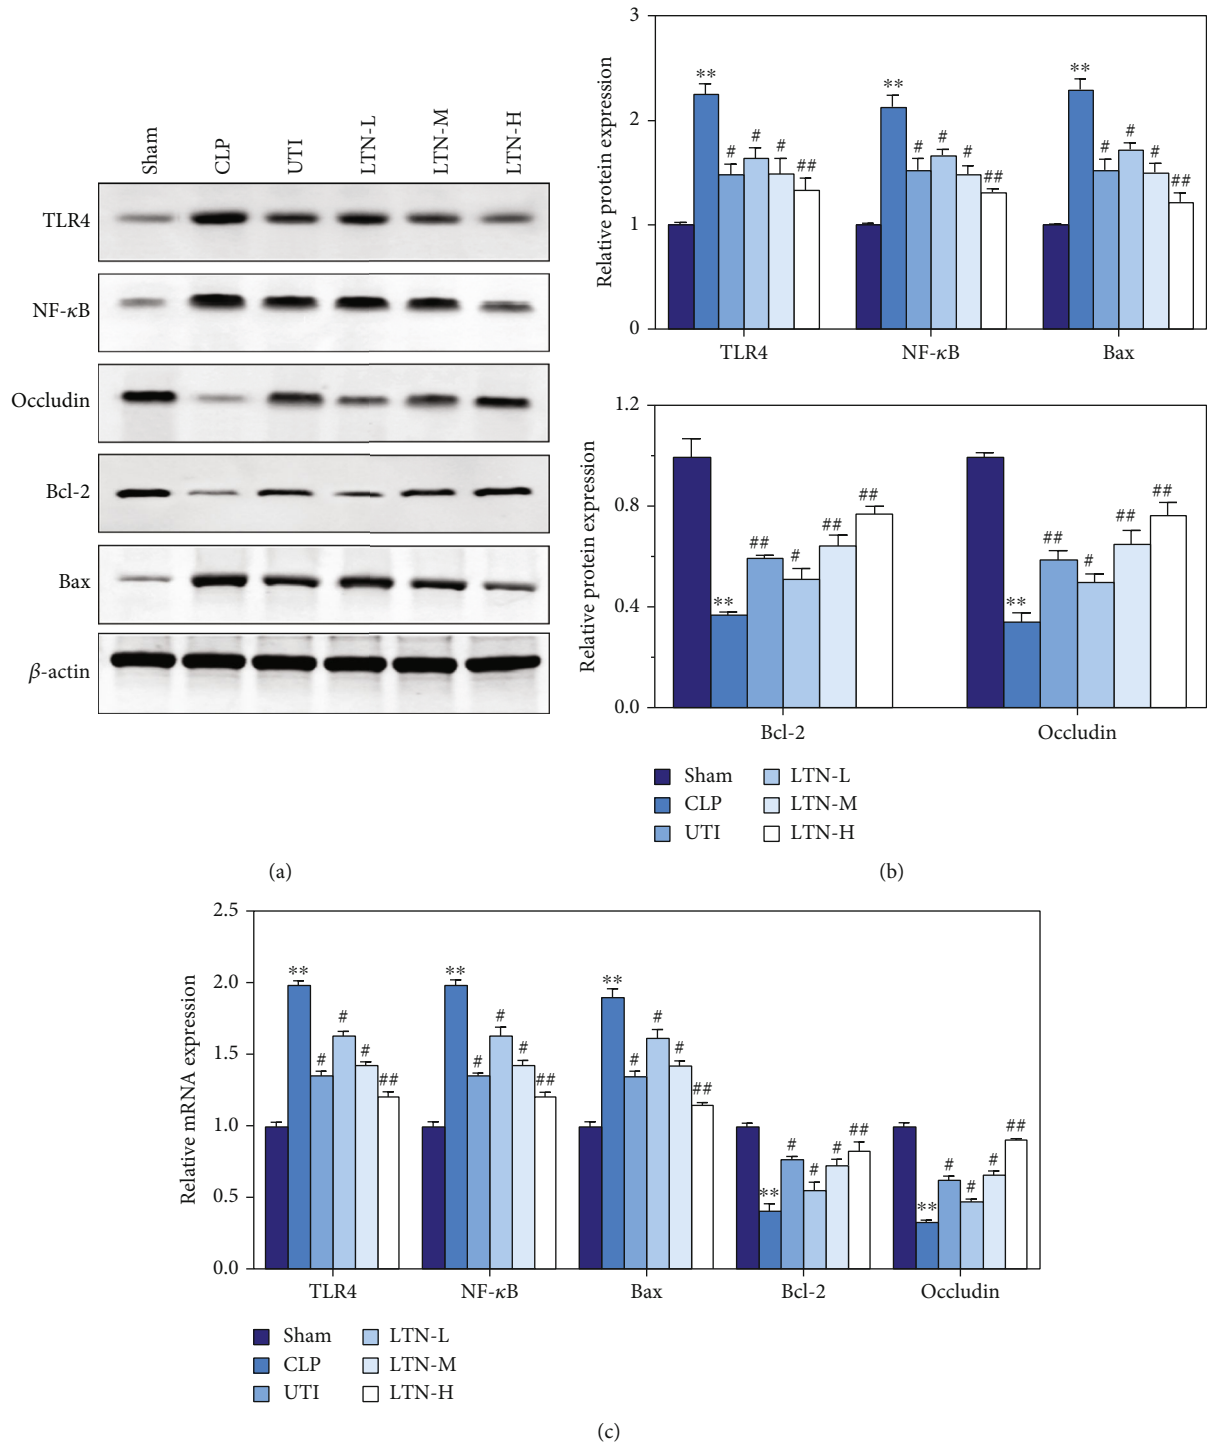 Sham CLP UTI LTN-L LTN-M LTN-H
TLR4
NF-κB
Occludin
Bcl-2
Bax
β-actin
(a)
Relative protein expression
3
2
1
0
** # # # ##
** # # # ##
** # # # ##
TLR4 NF-κB Bax
Relative protein expression
1.2
0.8
0.4
0.0
** ## # ## ##
** ## # ## ##
Bcl-2 Occludin
Sham LTN-L
CLP LTN-M
UTI LTN-H
(b)
Relative mRNA expression
2.5
2.0
1.5
1.0
0.5
0.0
** # # # ##
** # # # ##
** # # # ##
** # # # ##
** # # # ##
TLR4 NF-κB Bax Bcl-2 Occludin
Sham LTN-L
CLP LTN-M
UTI LTN-H
(c)